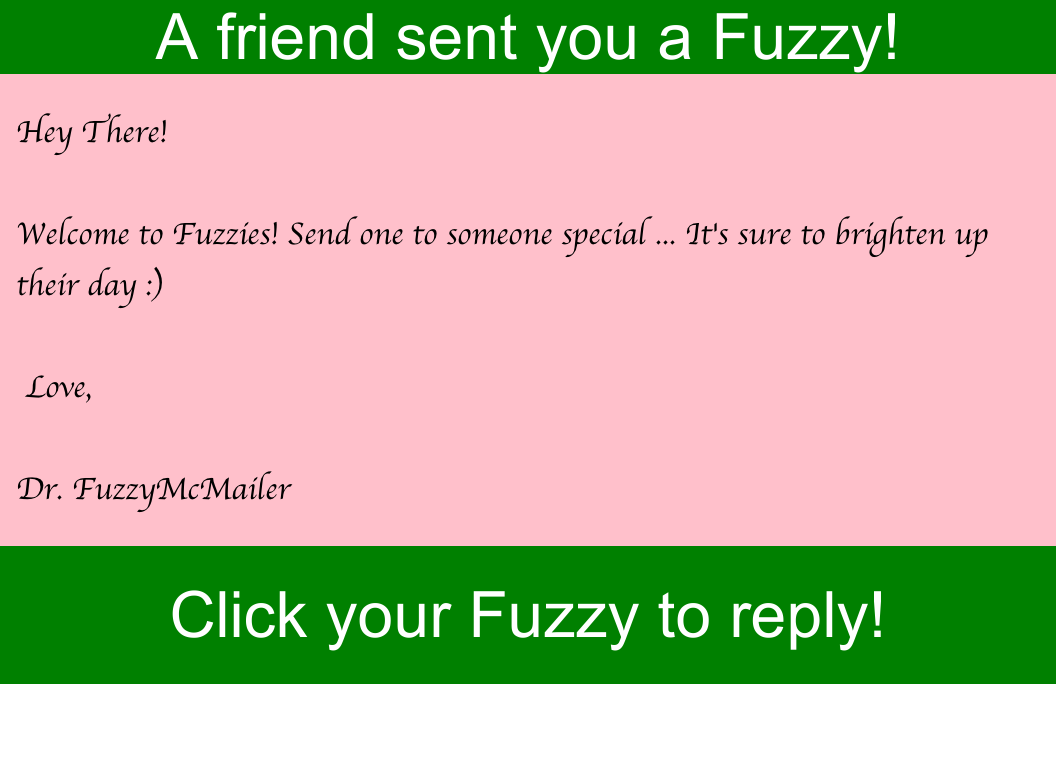 A friend sent you a Fuzzy!
Hey There!
Welcome to Fuzzies! Send one to someone special ... It's sure to brighten up
their day :)
Love,
Dr. FuzzyMcMailer
Click your Fuzzy to reply!